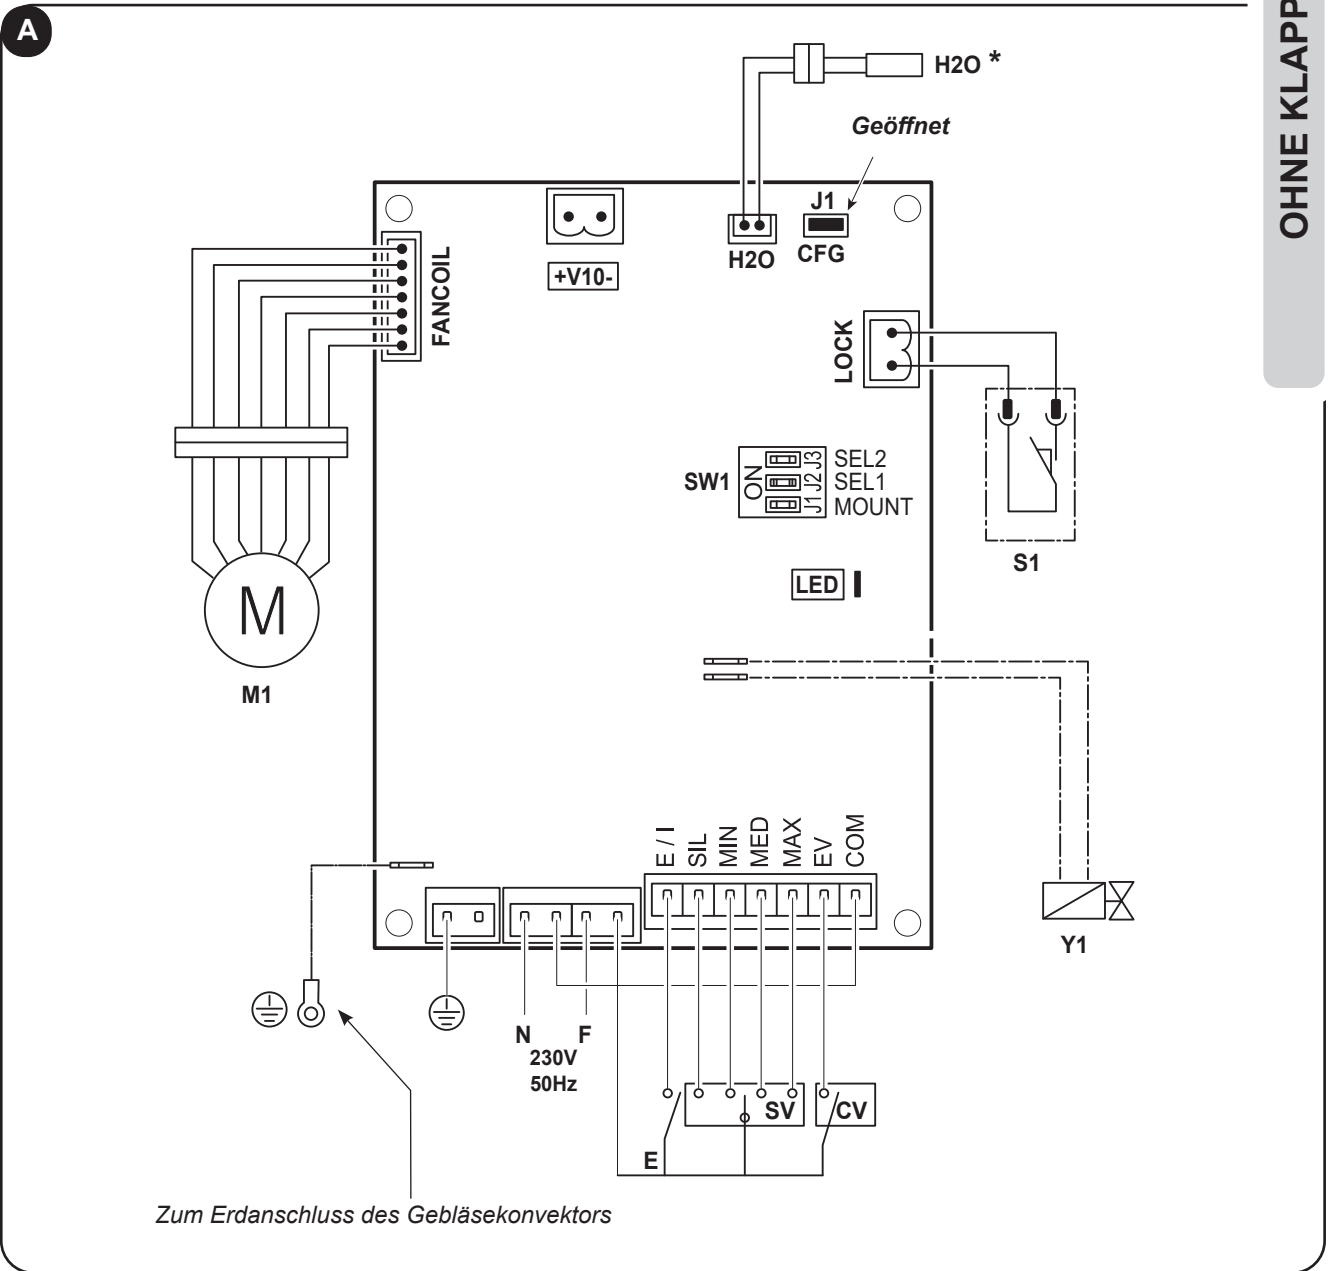 A
OHNE KLAPP
H2O *
Geöffnet
J1
H2O
CFG
+V10-
FANCOIL
LOCK
SW1
ON
J3
SEL2
J2
SEL1
J1
MOUNT
S1
LED
M
M1
E / I
SIL
MIN
MED
MAX
EV
COM
Y1
N
F
230V
50Hz
SV
CV
E
Zum Erdanschluss des Gebläsekonvektors